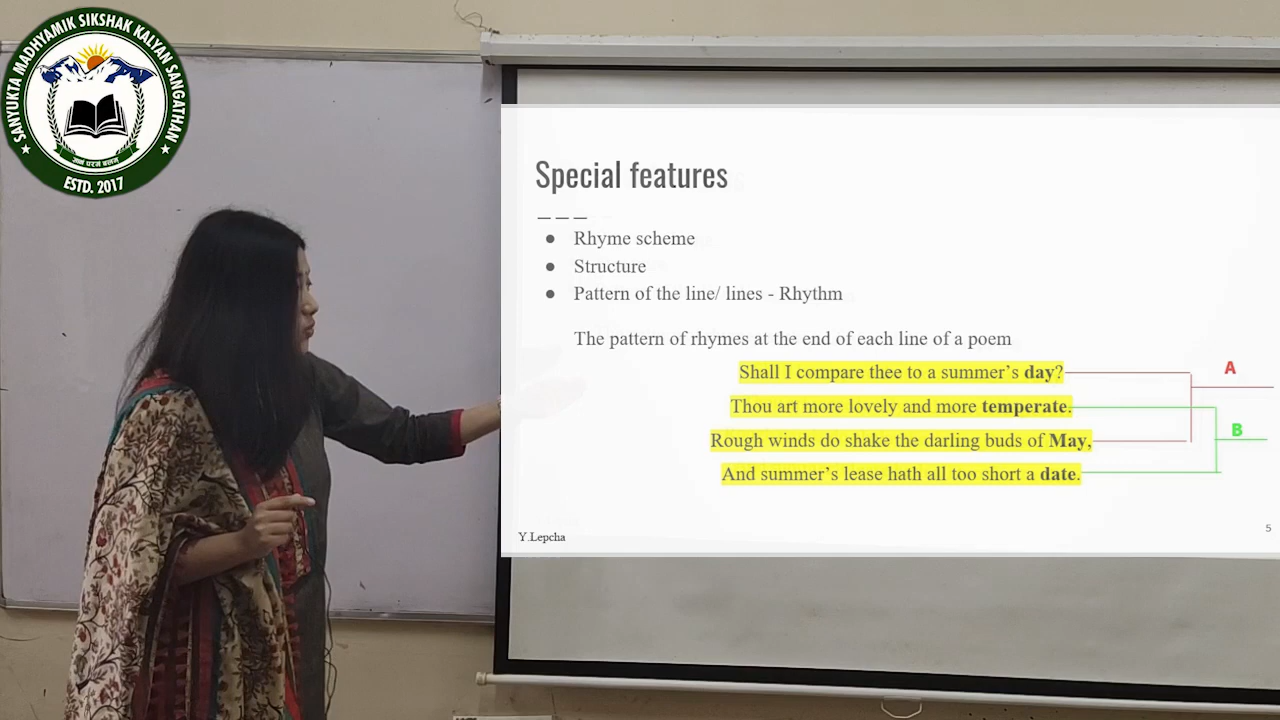 SANYUKTA MADHYAMIK SIKSHAK KALYAN SANGATHAN
ज्ञान परम बलम्
ESTD. 2017
Special features
● Rhyme scheme
● Structure
● Pattern of the line/ lines - Rhythm
The pattern of rhymes at the end of each line of a poem
Shall I compare thee to a summer’s day?
A
Thou art more lovely and more temperate.
Rough winds do shake the darling buds of May,
B
And summer’s lease hath all too short a date.
Y.Lepcha
5